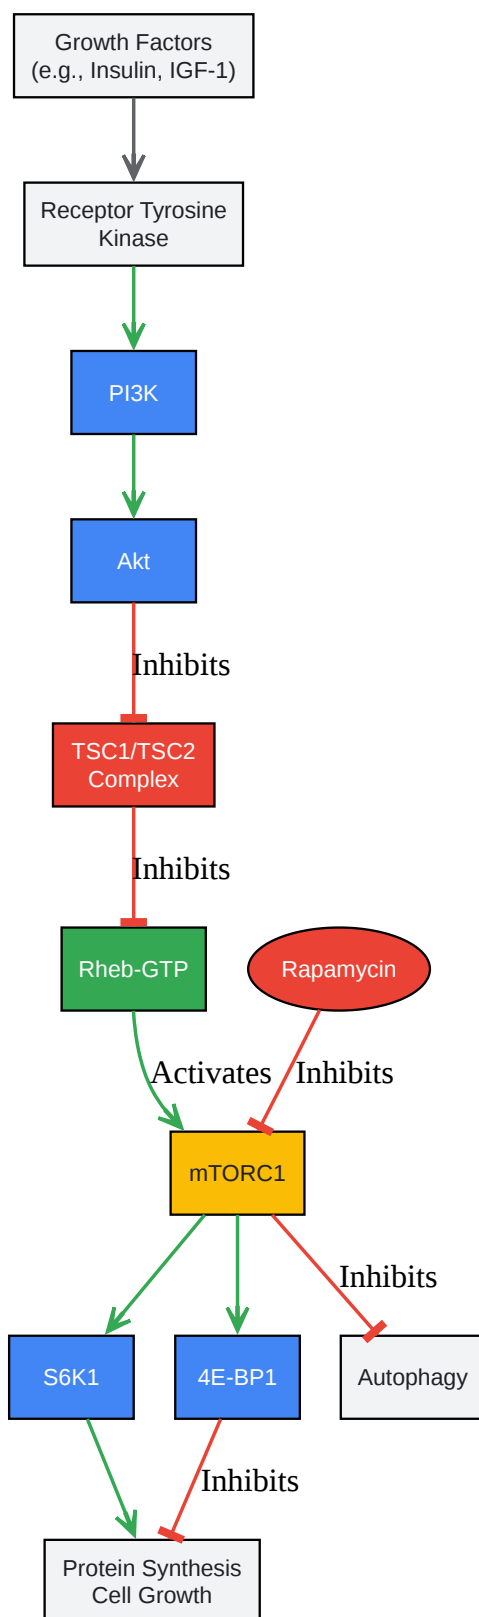 Growth Factors
(e.g., Insulin, IGF-1)
Receptor Tyrosine
Kinase
PI3K
Akt
Inhibits
TSC1/TSC2
Complex
Inhibits
Rheb-GTP
Rapamycin
Activates
Inhibits
mTORC1
Inhibits
S6K1
4E-BP1
Autophagy
Inhibits
Protein Synthesis
Cell Growth